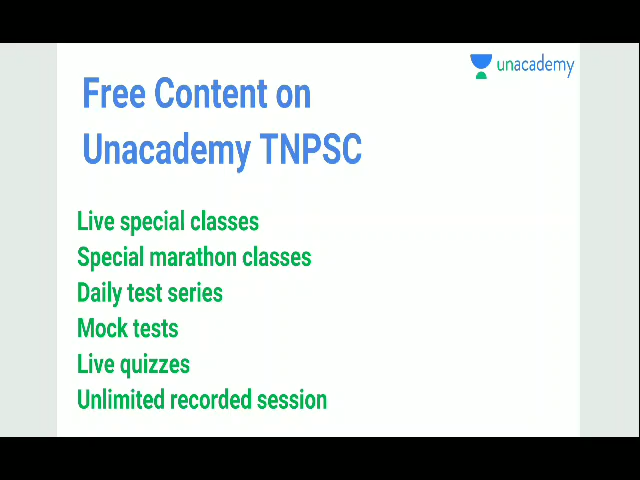 unacademy
Free Content on
Unacademy TNPSC
Live special classes
Special marathon classes
Daily test series
Mock tests
Live quizzes
Unlimited recorded session